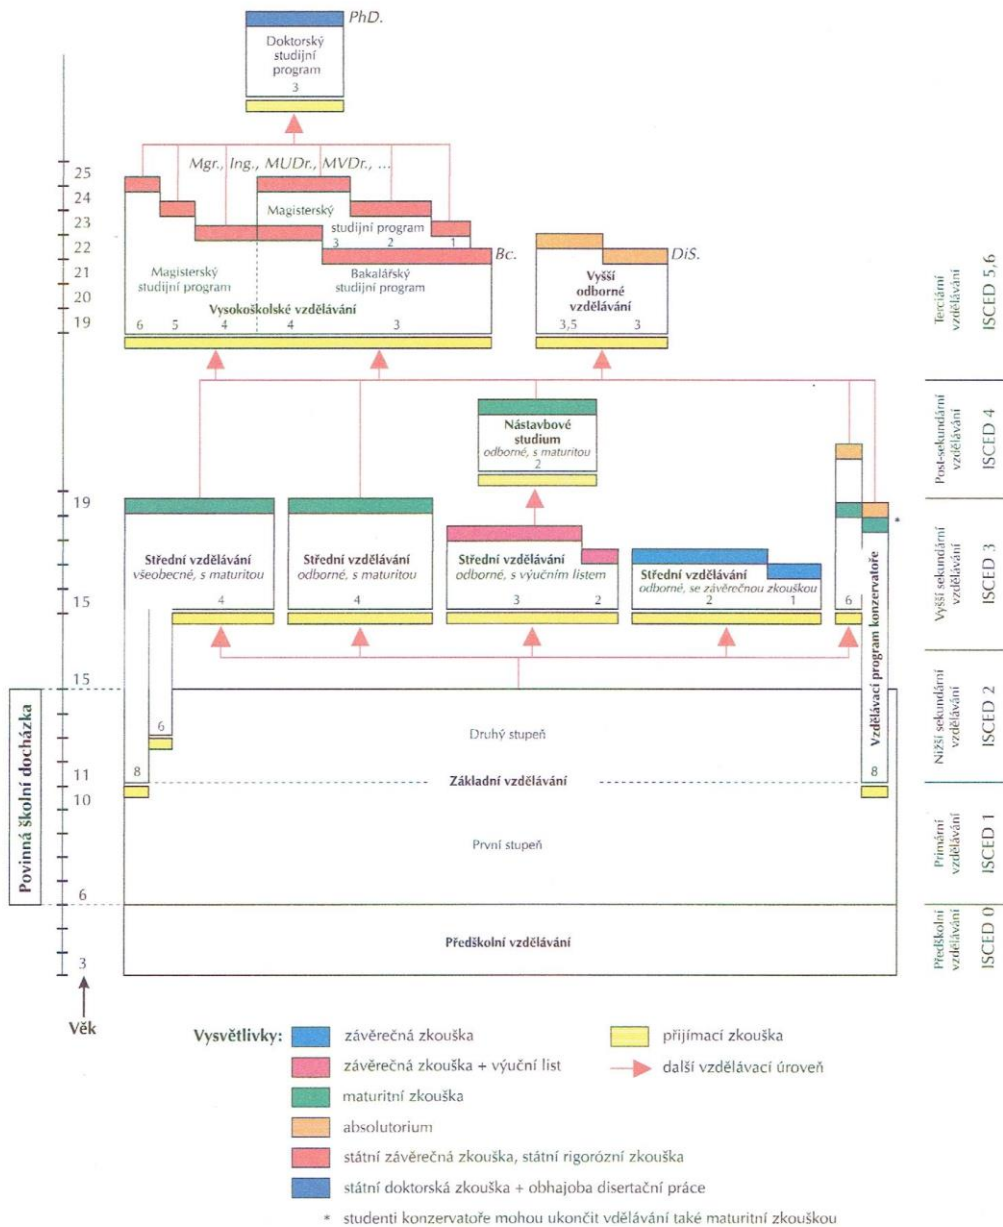 PhD.
Doktorský
studijní
program
3
Mgr., Ing., MUDr., MVDr., ...
25
24
23
22
21
20
19
Magisterský
studijní program
3
2
1
Bc.
Magisterský
studijní program
Bakalářský
studijní program
Vysokoškolské vzdělávání
6
5
4
4
3
DiS.
Vyšší
odborné
vzdělávání
3,5
3
Terciární
vzdělávání
ISCED 5,6
Nástavbové
studium
odborné, s maturitou
2
Post-sekundární
vzdělávání
ISCED 4
19
15
Střední vzdělávání
všeobecné, s maturitou
4
Střední vzdělávání
odborné, s maturitou
4
Střední vzdělávání
odborné, s výučním listem
3
2
Střední vzdělávání
odborné, se závěrečnou zkouškou
2
1
6
*
Vzdělávací program konzervatoře
8
Vyšší sekundární
vzdělávání
ISCED 3
15
11
10
6
3
Povinná školní docházka
6
8
Druhý stupeň
Základní vzdělávání
První stupeň
Předškolní vzdělávání
Nižší sekundární
vzdělávání
ISCED 2
Primární
vzdělávání
ISCED 1
Předškolní
vzdělávání
ISCED 0
Věk
Vysvětlivky:
závěrečná zkouška
závěrečná zkouška + výuční list
maturitní zkouška
absolutorium
státní závěrečná zkouška, státní rigorózní zkouška
státní doktorská zkouška + obhajoba disertační práce
* studenti konzervatoře mohou ukončit vdělávání také maturitní zkouškou
přijímací zkouška
další vzdělávací úroveň